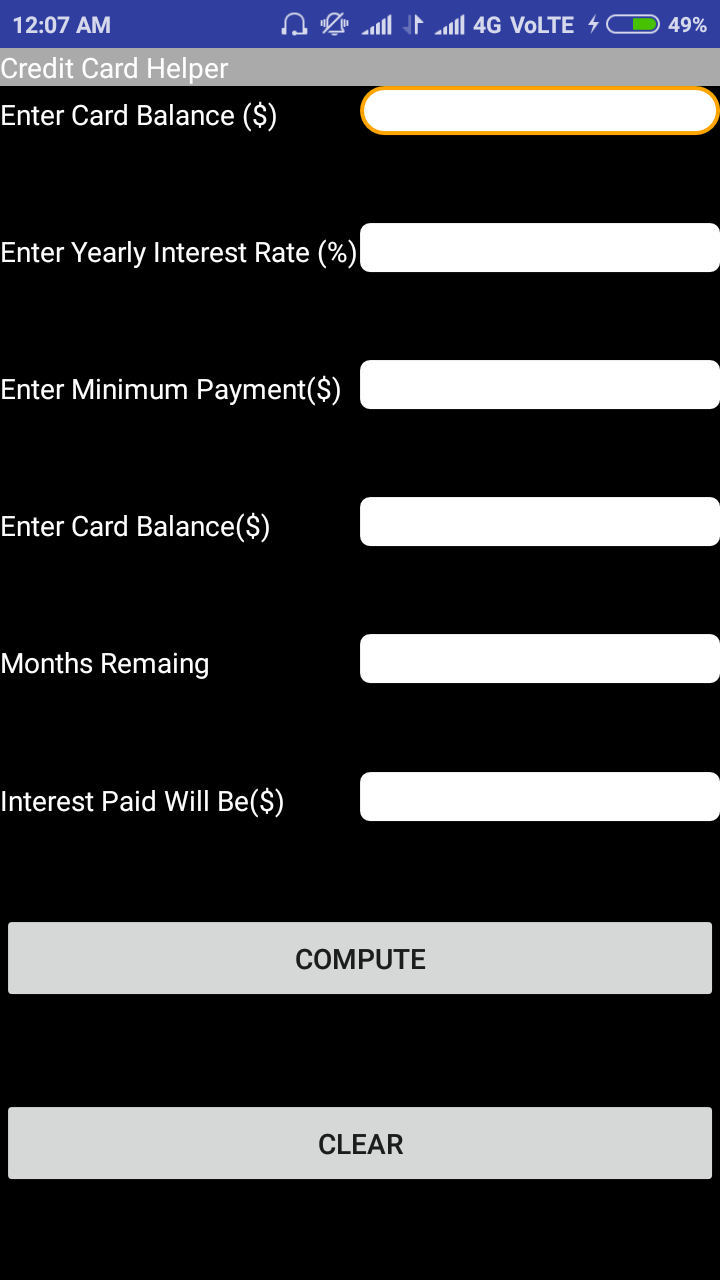 12:07 AM 4G VoLTE 49%
Credit Card Helper
Enter Card Balance ($)
Enter Yearly Interest Rate (%)
Enter Minimum Payment($)
Enter Card Balance($)
Months Remaing
Interest Paid Will Be($)
COMPUTE
CLEAR